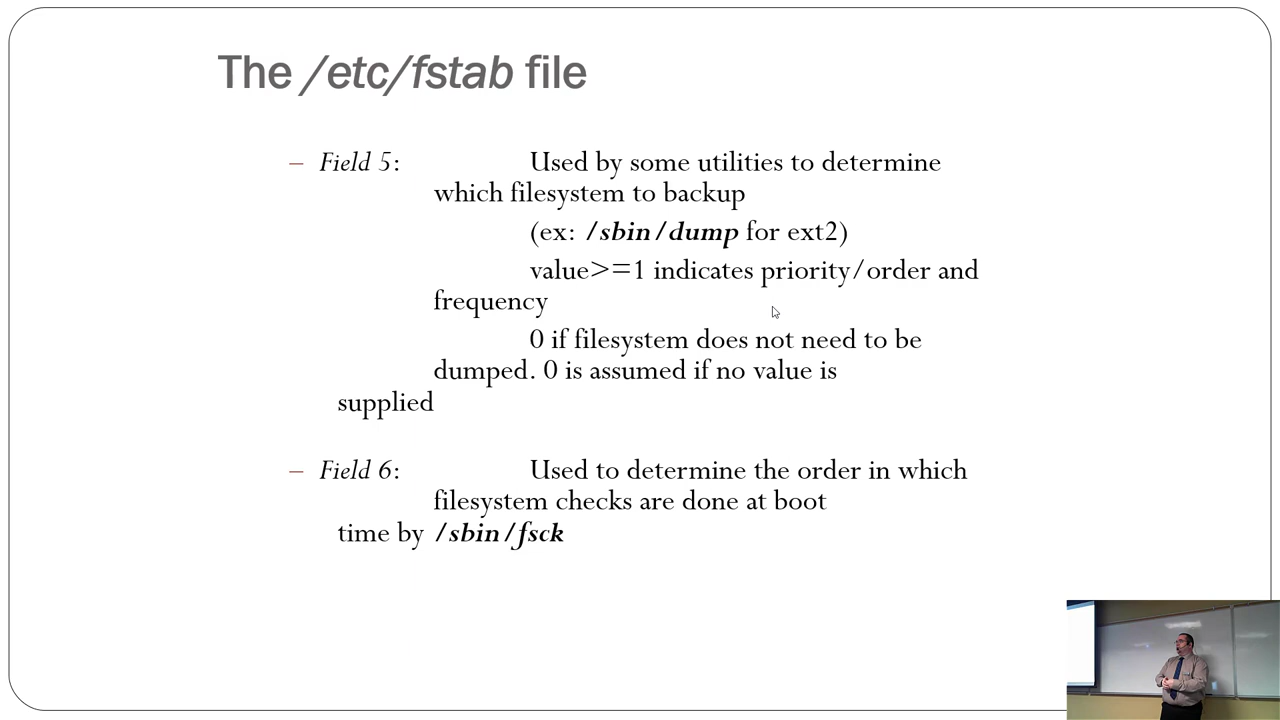 The /etc/fstab file
– Field 5: Used by some utilities to determine
which filesystem to backup
(ex: /sbin/dump for ext2)
value>=1 indicates priority/order and
frequency
0 if filesystem does not need to be
dumped. 0 is assumed if no value is
supplied
– Field 6: Used to determine the order in which
filesystem checks are done at boot
time by /sbin/fsck